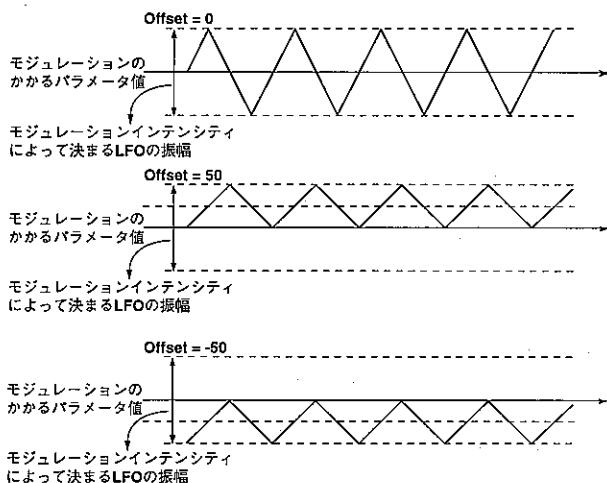 Offset = 0
モジュレーションの
かかるパラメータ値
モジュレーションインテンシティ
によって決まるLFOの振幅
Offset = 50
モジュレーションの
かかるパラメータ値
モジュレーションインテンシティ
によって決まるLFOの振幅
Offset = -50
モジュレーションの
かかるパラメータ値
モジュレーションインテンシティ
によって決まるLFOの振幅